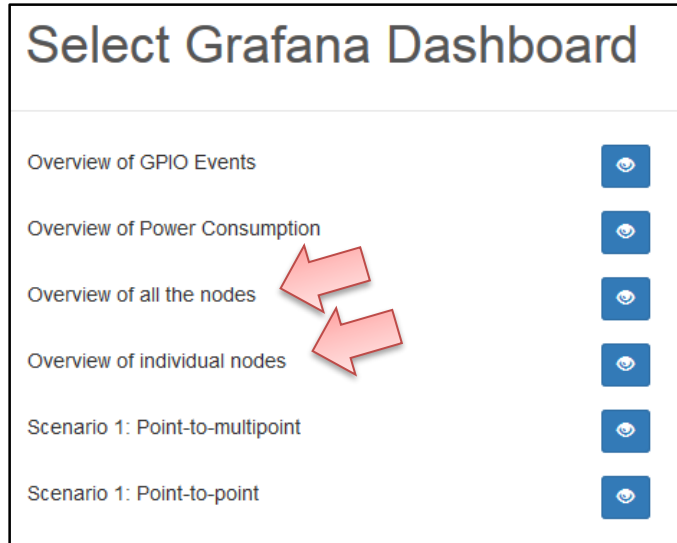 Select Grafana Dashboard
Overview of GPIO Events
Overview of Power Consumption
Overview of all the nodes
Overview of individual nodes
Scenario 1: Point-to-multipoint
Scenario 1: Point-to-point